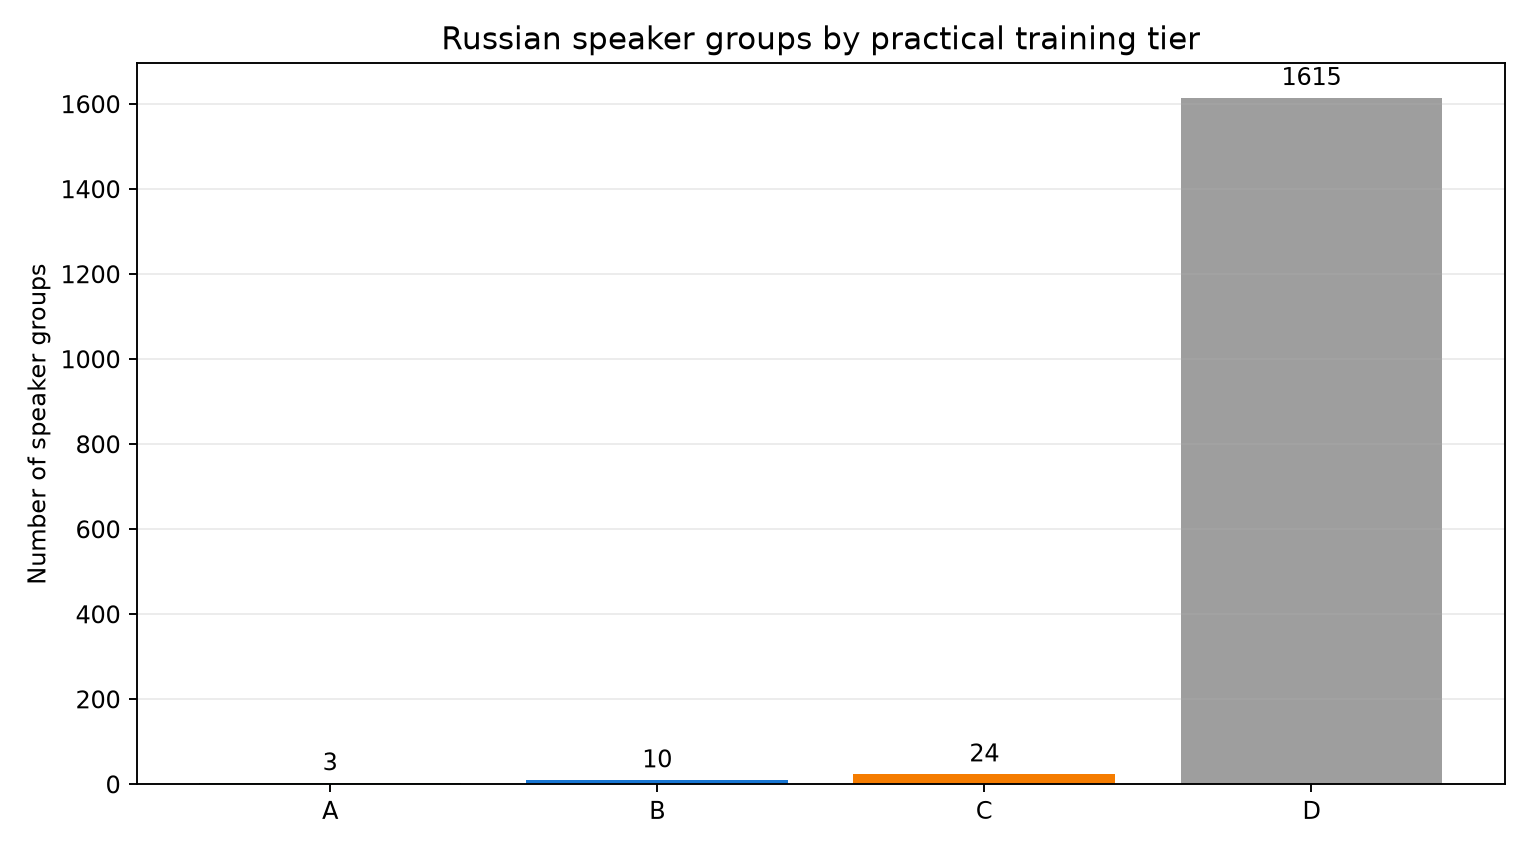 Russian speaker groups by practical training tier
Number of speaker groups
1600
1400
1200
1000
800
600
400
200
0
3
10
24
1615
A
B
C
D